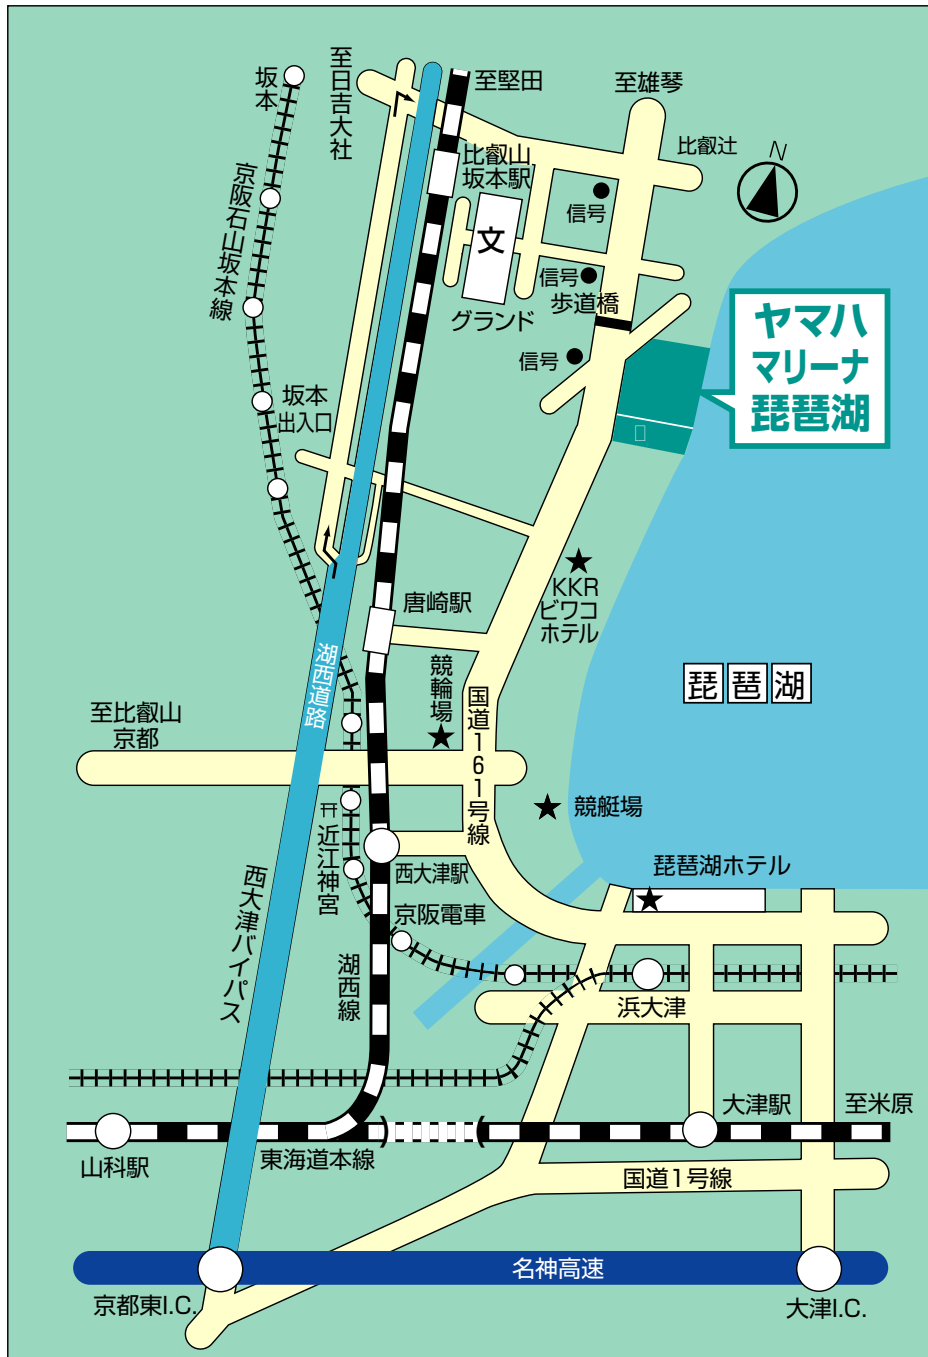 至日吉大社
坂本
至堅田
至雄琴
比叡辻
N
比叡山
坂本駅
京阪石山坂本線
文
信号
信号
歩道橋
グランド
信号
ヤマハ
マリーナ
琵琶湖
坂本
出入口
KKR
ビワコ
ホテル
唐崎駅
湖西道路
競輪場
国道161号線
琵琶湖
至比叡山
京都
競艇場
近江神宮
西大津駅
琵琶湖ホテル
京阪電車
西大津バイパス
湖西線
浜大津
大津駅
至米原
山科駅
東海道本線
国道1号線
名神高速
京都東I.C.
大津I.C.